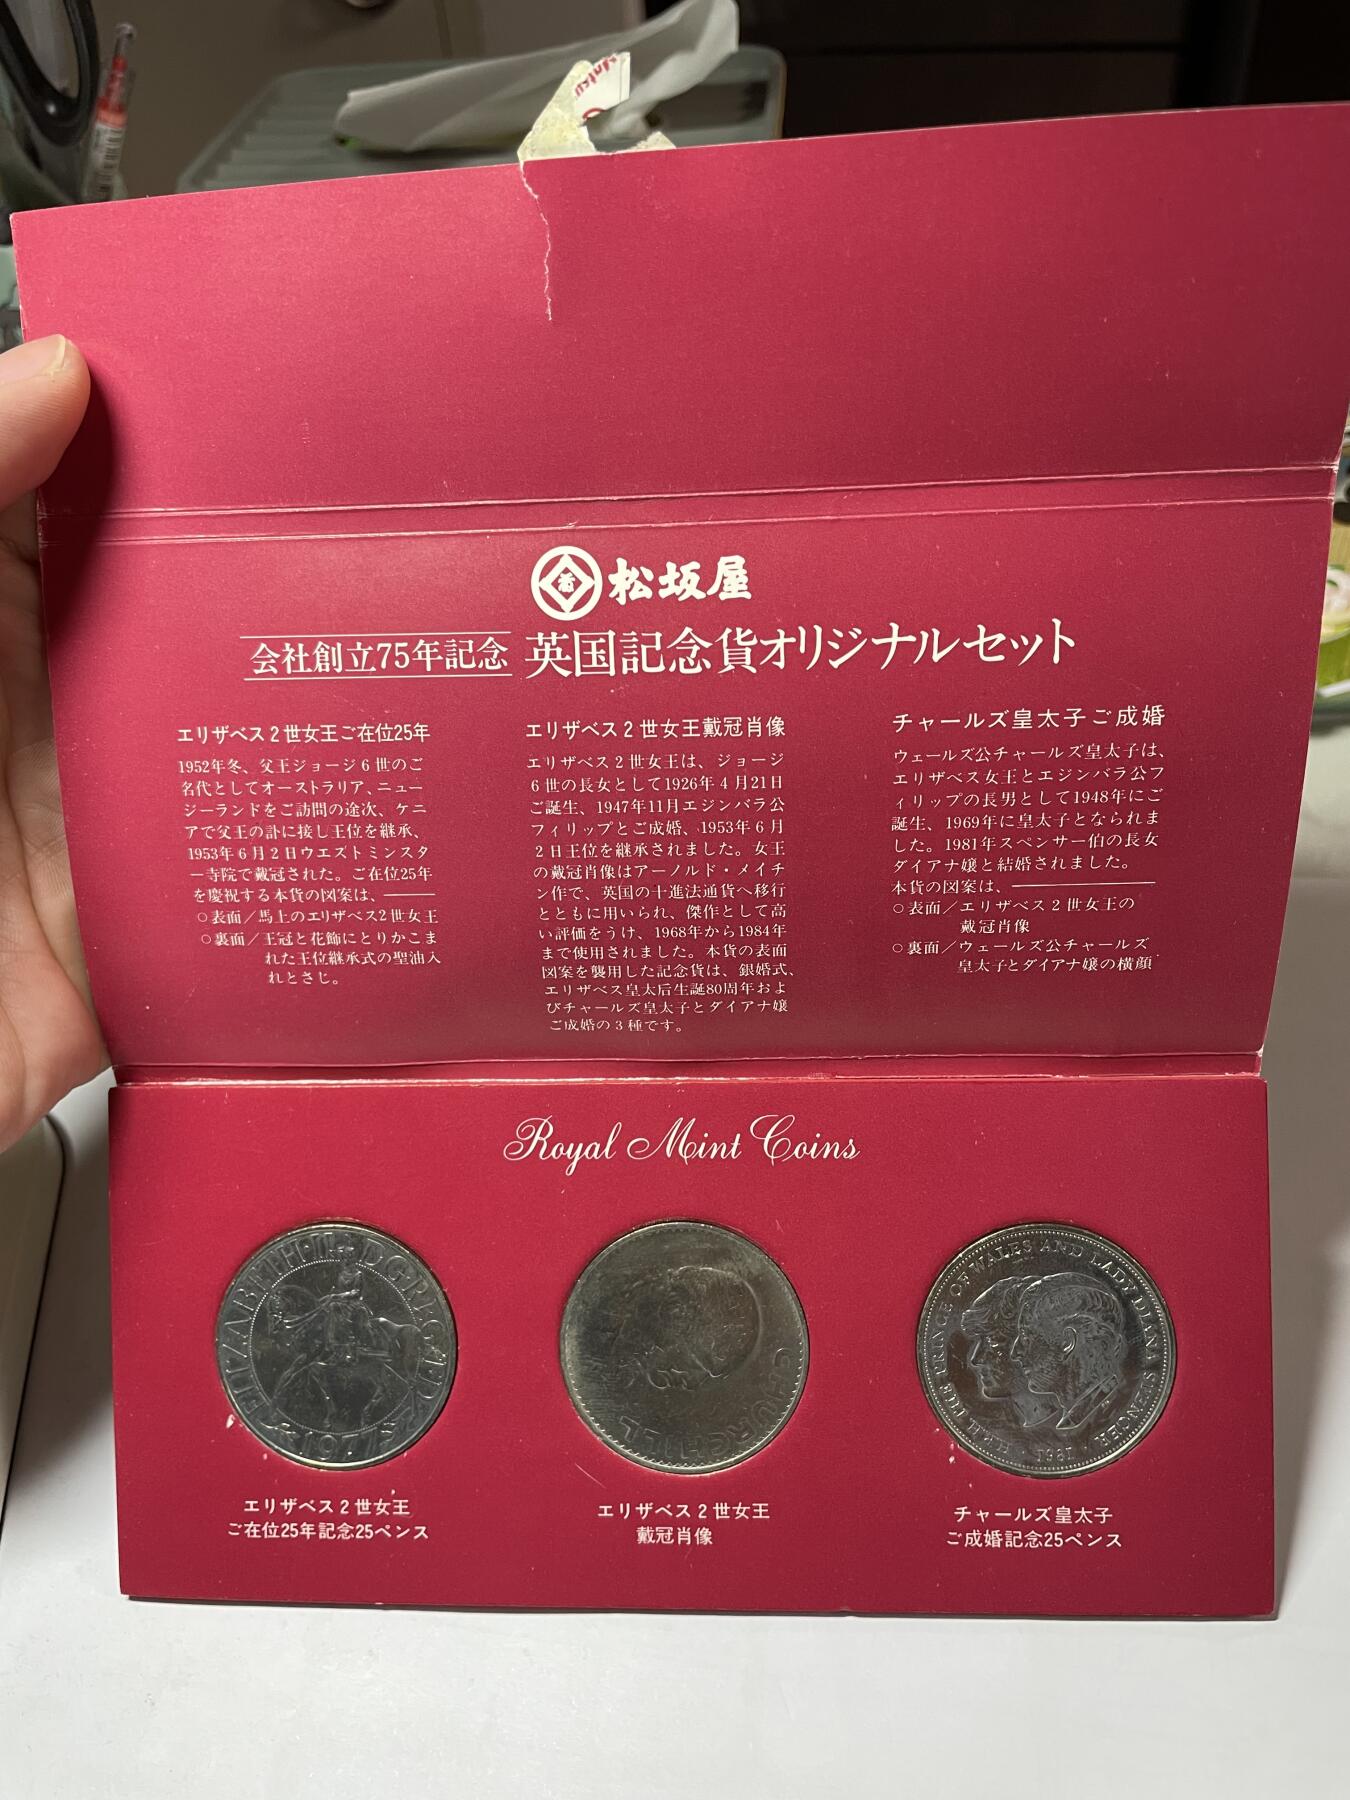 Matsu
松坂屋
会社創立75年記念 英国記念貨オリジナルセット
エリザベス2世女王ご在位25年
1952年冬、父王ジョージ6世のご
名代としてオーストラリア、ニュー
ジーランドをご訪問の途次、ケニ
アで父王の訃に接し王位を継承、
1953年6月2日ウエストミンスタ
ー寺院で戴冠された。ご在位25年
を慶祝する本貨の図案は、———
○表面/馬上のエリザベス2世女王
○裏面/王冠と花飾にとりかこま
れた王位継承式の聖油入
れとさじ。
エリザベス2世女王戴冠肖像
エリザベス2世女王は、ジョージ
6世の長女として1926年4月21日
ご誕生、1947年11月エジンバラ公
フィリップとご成婚、1953年6月
2日王位を継承されました。女王
の戴冠肖像はアーノルド・メイチ
ン作で、英国の十進法通貨へ移行
とともに用いられ、傑作として高
い評価をうけ、1968年から1984年
まで使用されました。本貨の表面
図案を襲用した記念貨は、銀婚式、
エリザベス皇太后生誕80周年およ
びチャールズ皇太子とダイアナ嬢
ご成婚の3種です。
チャールズ皇太子ご成婚
ウェールズ公チャールズ皇太子は、
エリザベス女王とエジンバラ公フ
ィリップの長男として1948年にご
誕生、1969年に皇太子となられま
した。1981年スペンサー伯の長女
ダイアナ嬢と結婚されました。
本貨の図案は、————————
○表面/エリザベス2世女王の
戴冠肖像
○裏面/ウェールズ公チャールズ
皇太子とダイアナ嬢の横顔
Royal Mint Coins
ELIZABETH·II·D·G·REG·F·D
1977
CHURCHILL
H.R.H. THE PRINCE OF WALES AND LADY DIANA SPENCER
1981
エリザベス2世女王
ご在位25年記念25ペンス
エリザベス2世女王
戴冠肖像
チャールズ皇太子
ご成婚記念25ペンス